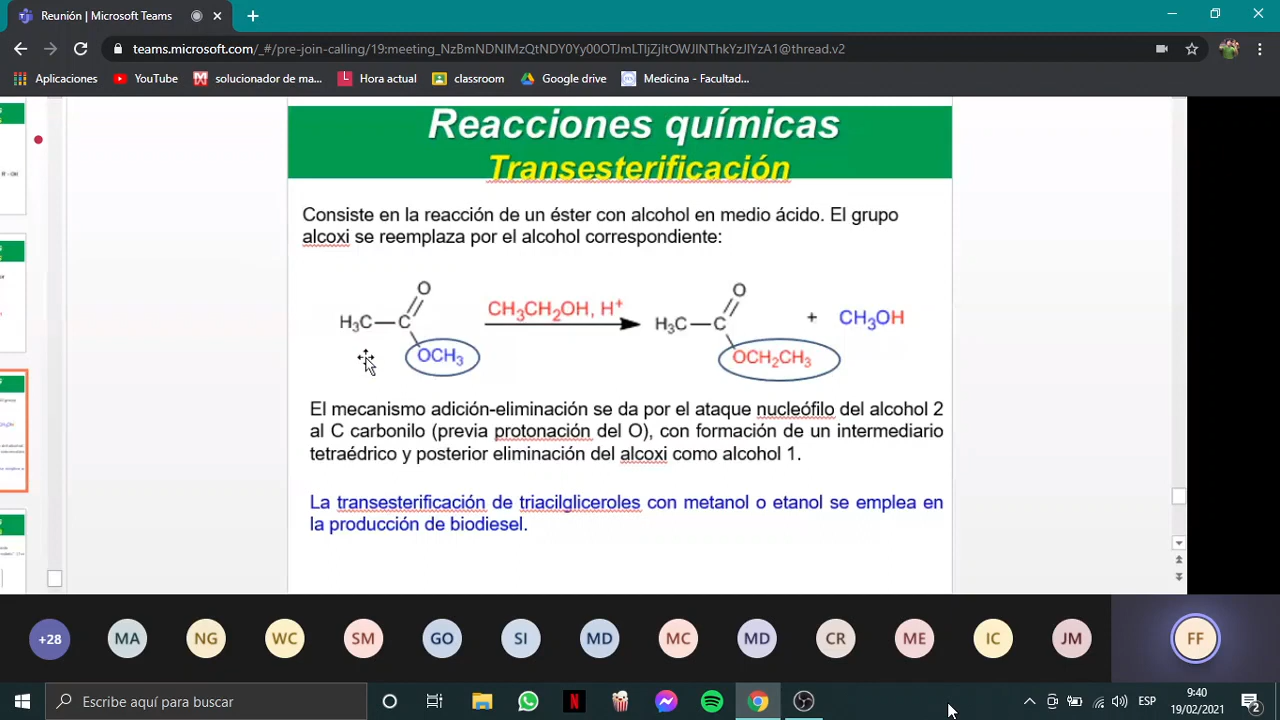 Reunión | Microsoft Teams
teams.microsoft.com/_#/pre-join-calling/19:meeting_NzBmNDNlMzQtNDY0Yy00OTJmLTljZjItOWJlNThkYzJlYzA1@thread.v2
Aplicaciones YouTube solucionador de ma... Hora actual classroom Google drive Medicina – Facultad...
Reacciones químicas
Transesterificación
Consiste en la reacción de un éster con alcohol en medio ácido. El grupo
alcoxi se reemplaza por el alcohol correspondiente:
O
H₃C—C
OCH₃
CH₃CH₂OH, H⁺
O
H₃C—C
OCH₂CH₃
+ CH₃OH
El mecanismo adición-eliminación se da por el ataque nucleófilo del alcohol 2
al C carbonilo (previa protonación del O), con formación de un intermediario
tetraédrico y posterior eliminación del alcoxi como alcohol 1.
La transesterificación de triacilgliceroles con metanol o etanol se emplea en
la producción de biodiesel.
+28 MA NG WC SM GO SI MD MC MD CR ME IC JM FF
Escribe aquí para buscar
ESP
9:40
19/02/2021
2